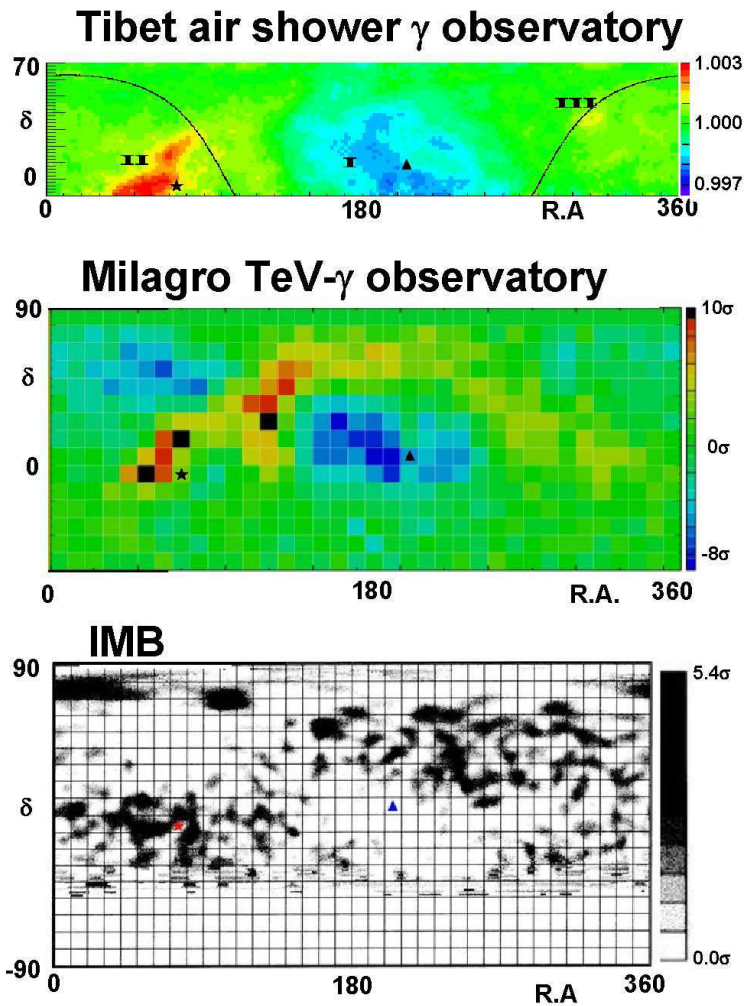 Tibet air shower γ observatory
70
δ
0
II
I
III
1.003
1.000
0.997
0
180
R.A
360
Milagro TeV-γ observatory
90
δ
0
10σ
0σ
-8σ
0
180
R.A.
360
IMB
90
δ
-90
5.4σ
0.0σ
0
180
R.A
360